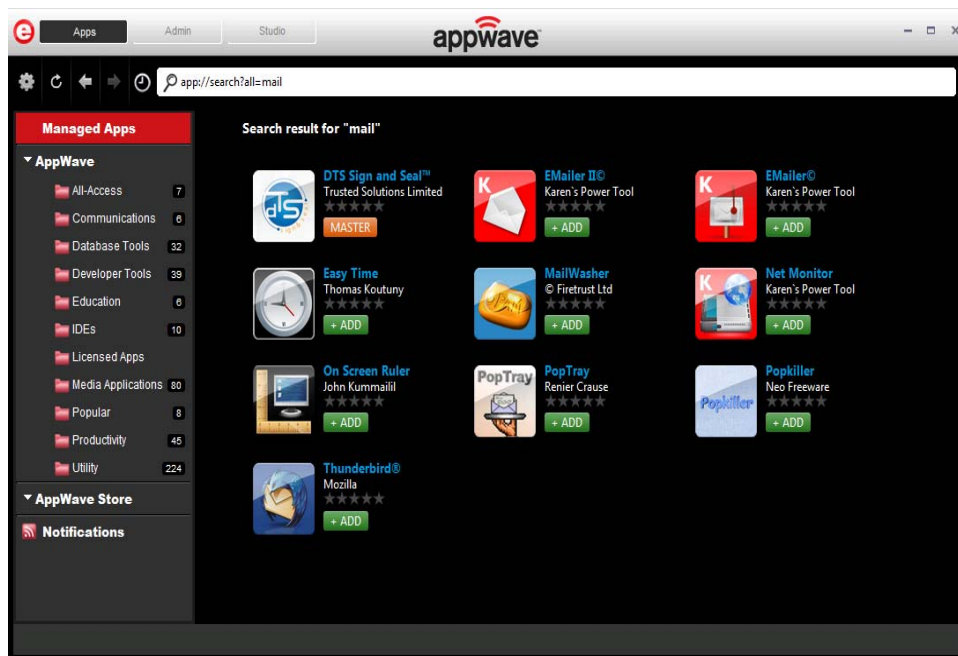 Apps
Admin
Studio
appwave
app://search?all=mail
Managed Apps
AppWave
All-Access 7
Communications 6
Database Tools 32
Developer Tools 39
Education 6
IDEs 10
Licensed Apps
Media Applications 80
Popular 8
Productivity 45
Utility 224
AppWave Store
Notifications
Search result for "mail"
DTS Sign and Seal™
Trusted Solutions Limited
MASTER
EMailer II©
Karen`s Power Tool
+ ADD
EMailer©
Karen`s Power Tool
+ ADD
Easy Time
Thomas Koutuny
+ ADD
MailWasher
© Firetrust Ltd
+ ADD
Net Monitor
Karen`s Power Tool
+ ADD
On Screen Ruler
John Kummailil
+ ADD
PopTray
PopTray
Renier Crause
+ ADD
Popkiller
Popkiller
Neo Freeware
+ ADD
Thunderbird®
Mozilla
+ ADD